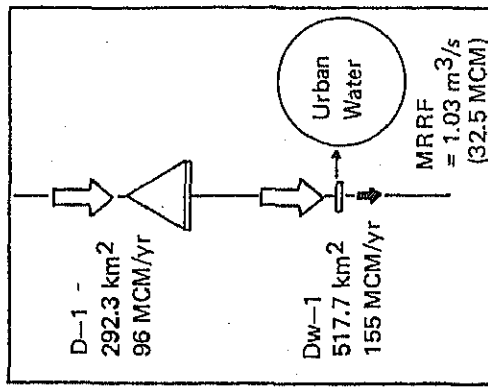 D-1 -
292.3 km²
96 MCM/yr
Dw-1
517.7 km²
155 MCM/yr
Urban
Water
MRRF
= 1.03 m³/s
(32.5 MCM)